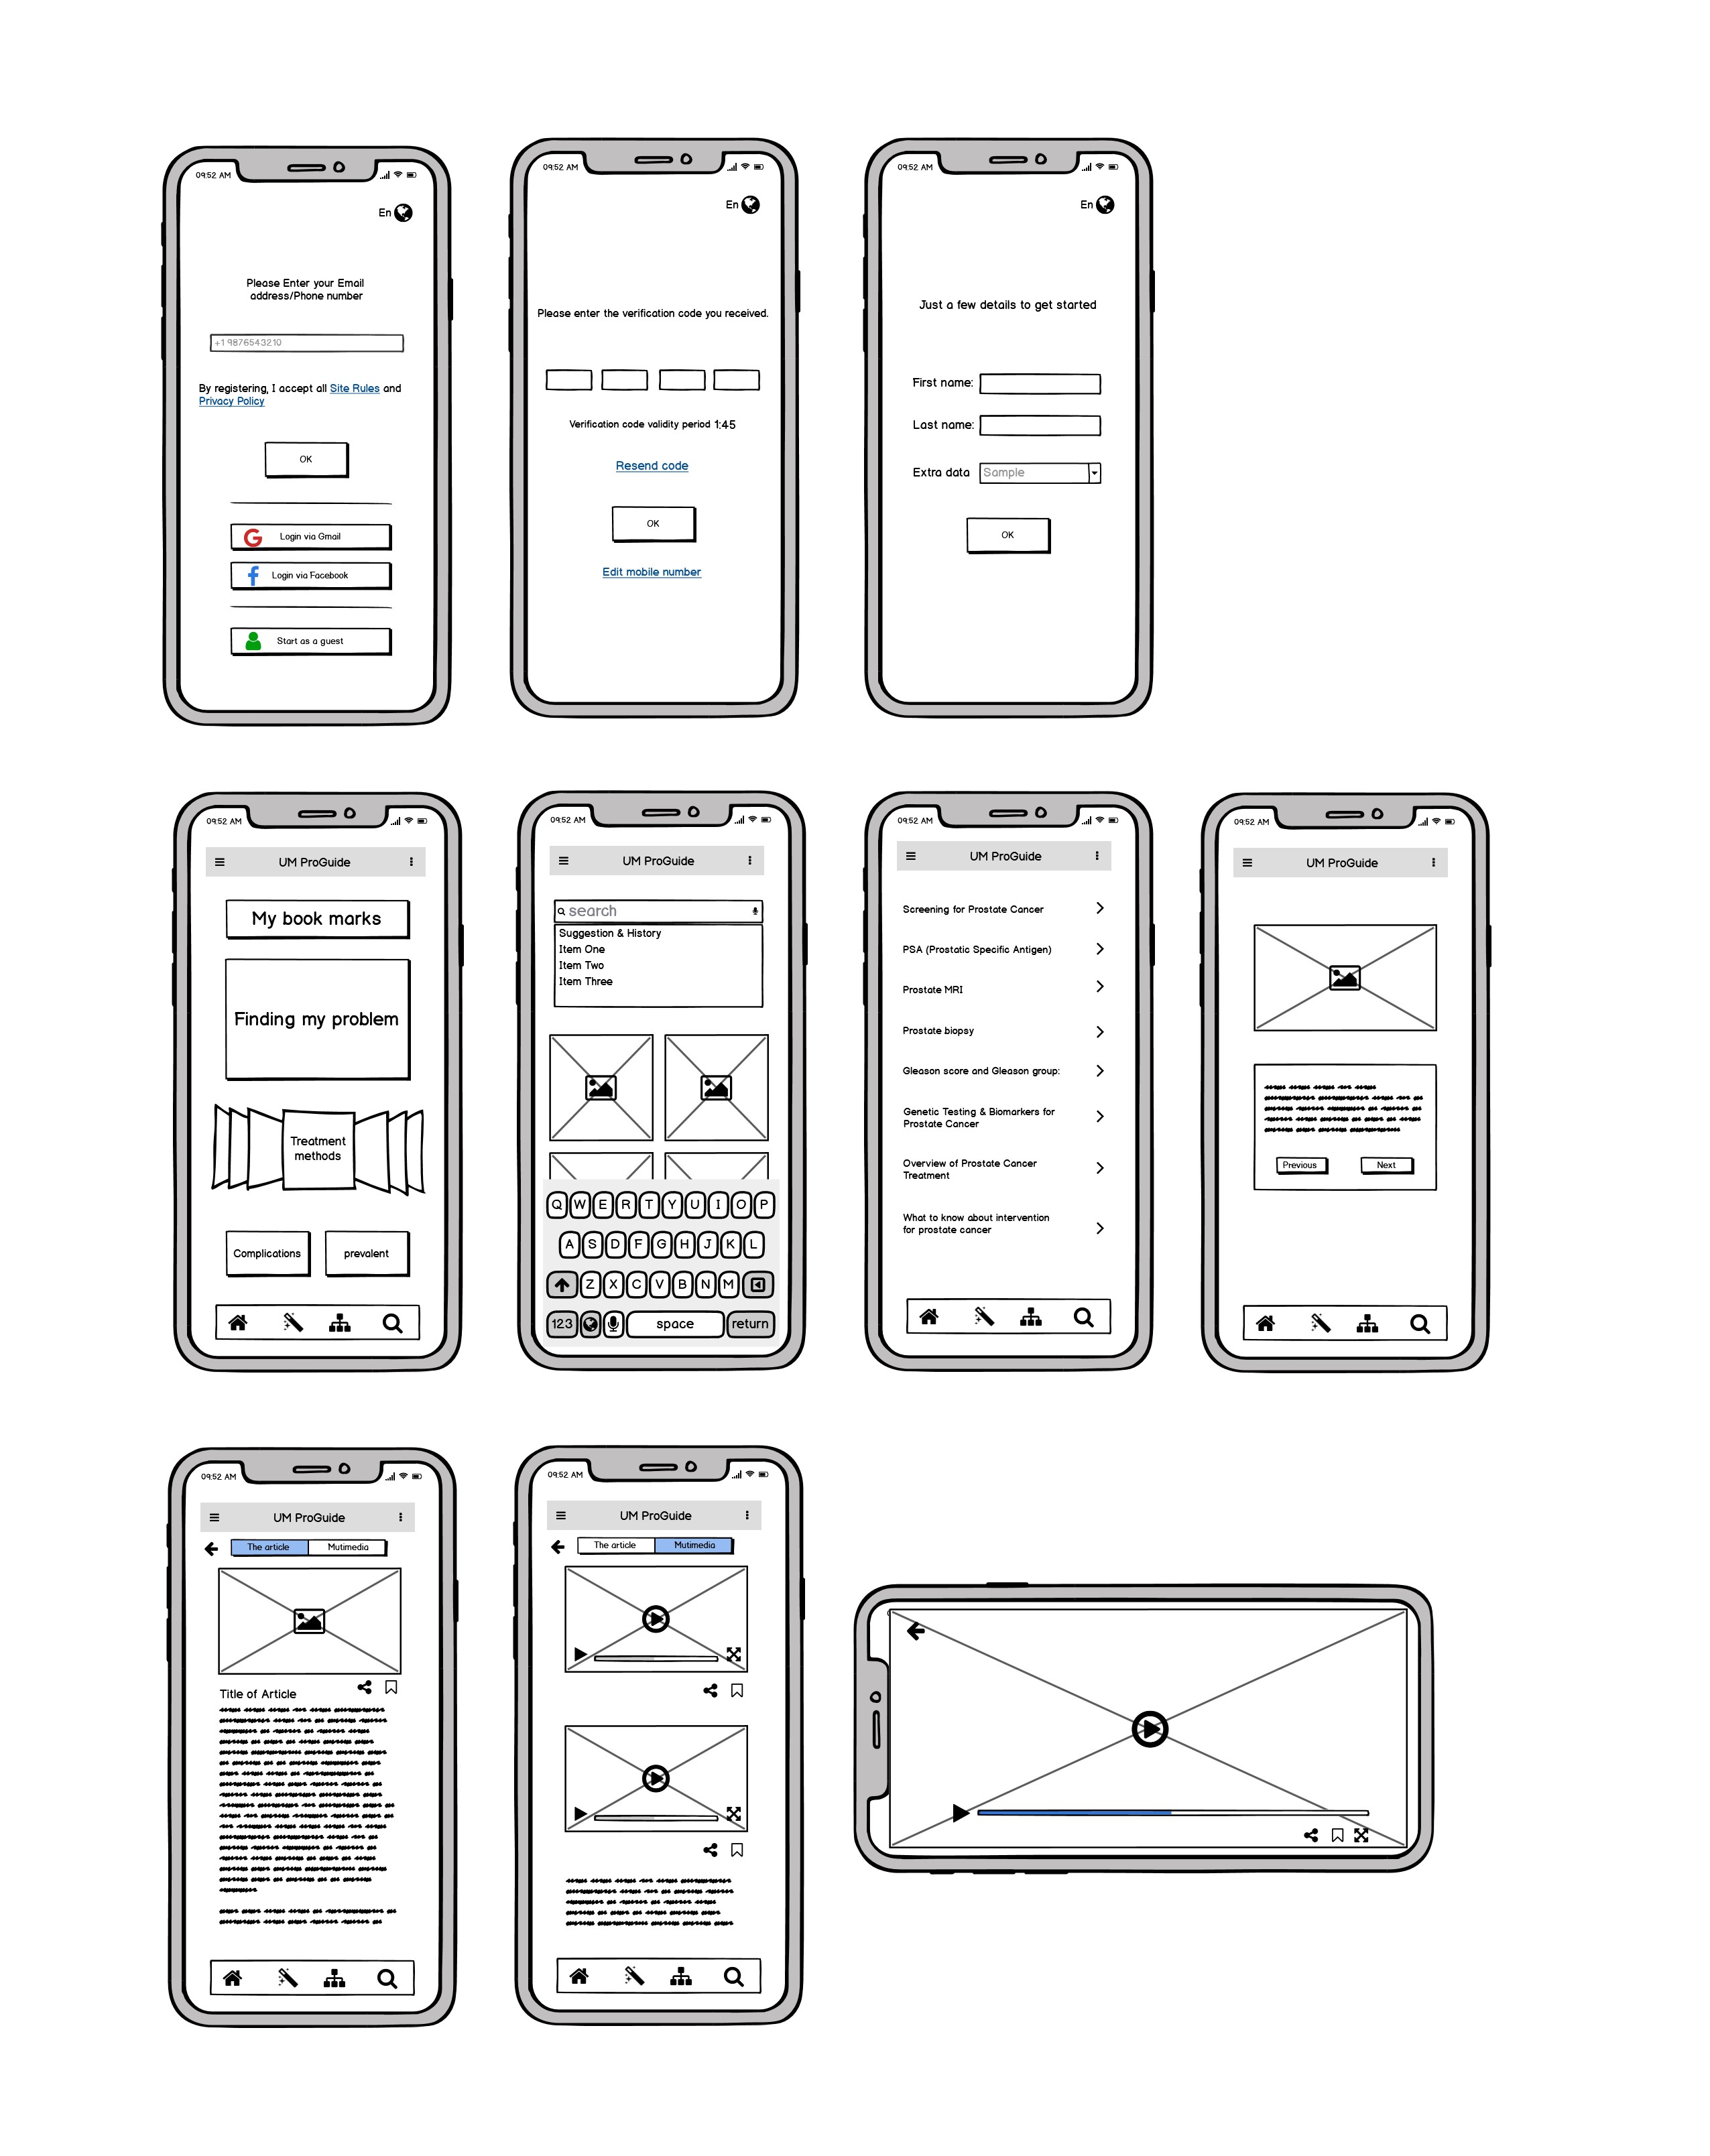 09:52 AM
En
Please Enter your Email
address/Phone number
+1 9876543210
By registering, I accept all Site Rules and
Privacy Policy
OK
Login via Gmail
Login via Facebook
Start as a guest
09:52 AM
En
Please enter the verification code you received.
Verification code validity period 1:45
Resend code
OK
Edit mobile number
09:52 AM
En
Just a few details to get started
First name:
Last name:
Extra data
Sample
OK
09:52 AM
UM ProGuide
My book marks
Finding my problem
Treatment
methods
Complications
prevalent
09:52 AM
UM ProGuide
search
Suggestion & History
Item One
Item Two
Item Three
Q W E R T Y U I O P
A S D F G H J K L
Z X C V B N M
123 space return
09:52 AM
UM ProGuide
Screening for Prostate Cancer
PSA (Prostatic Specific Antigen)
Prostate MRI
Prostate biopsy
Gleason score and Gleason group:
Genetic Testing & Biomarkers for
Prostate Cancer
Overview of Prostate Cancer
Treatment
What to know about intervention
for prostate cancer
09:52 AM
UM ProGuide
Previous
Next
09:52 AM
UM ProGuide
The article
Mutimedia
Title of Article
09:52 AM
UM ProGuide
The article
Mutimedia